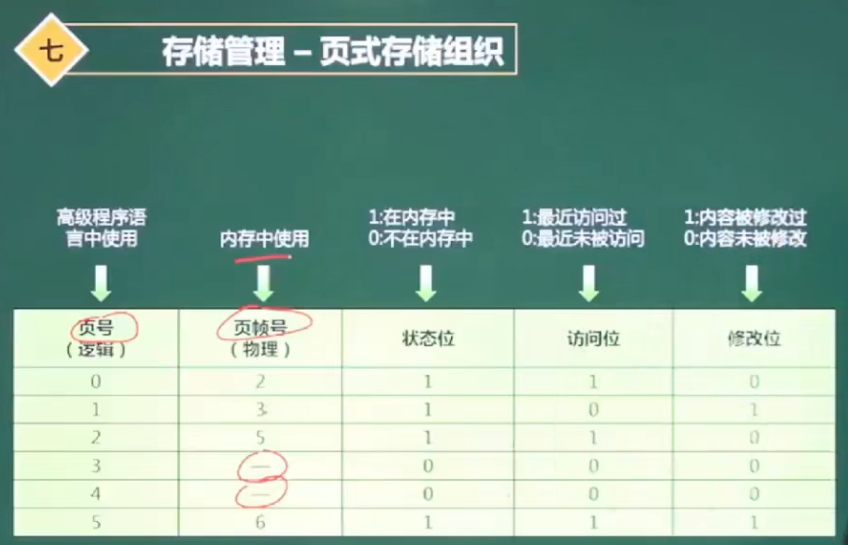 七
存储管理 – 页式存储组织
高级程序语
言中使用
内存中使用
1:在内存中
0:不在内存中
1:最近访问过
0:最近未被访问
1:内容被修改过
0:内容未被修改
页号
（逻辑）
页帧号
（物理）
状态位
访问位
修改位
0 2 1 1 0
1 3 1 0 1
2 5 1 1 0
3 — 0 0 0
4 — 0 0 0
5 6 1 1 1